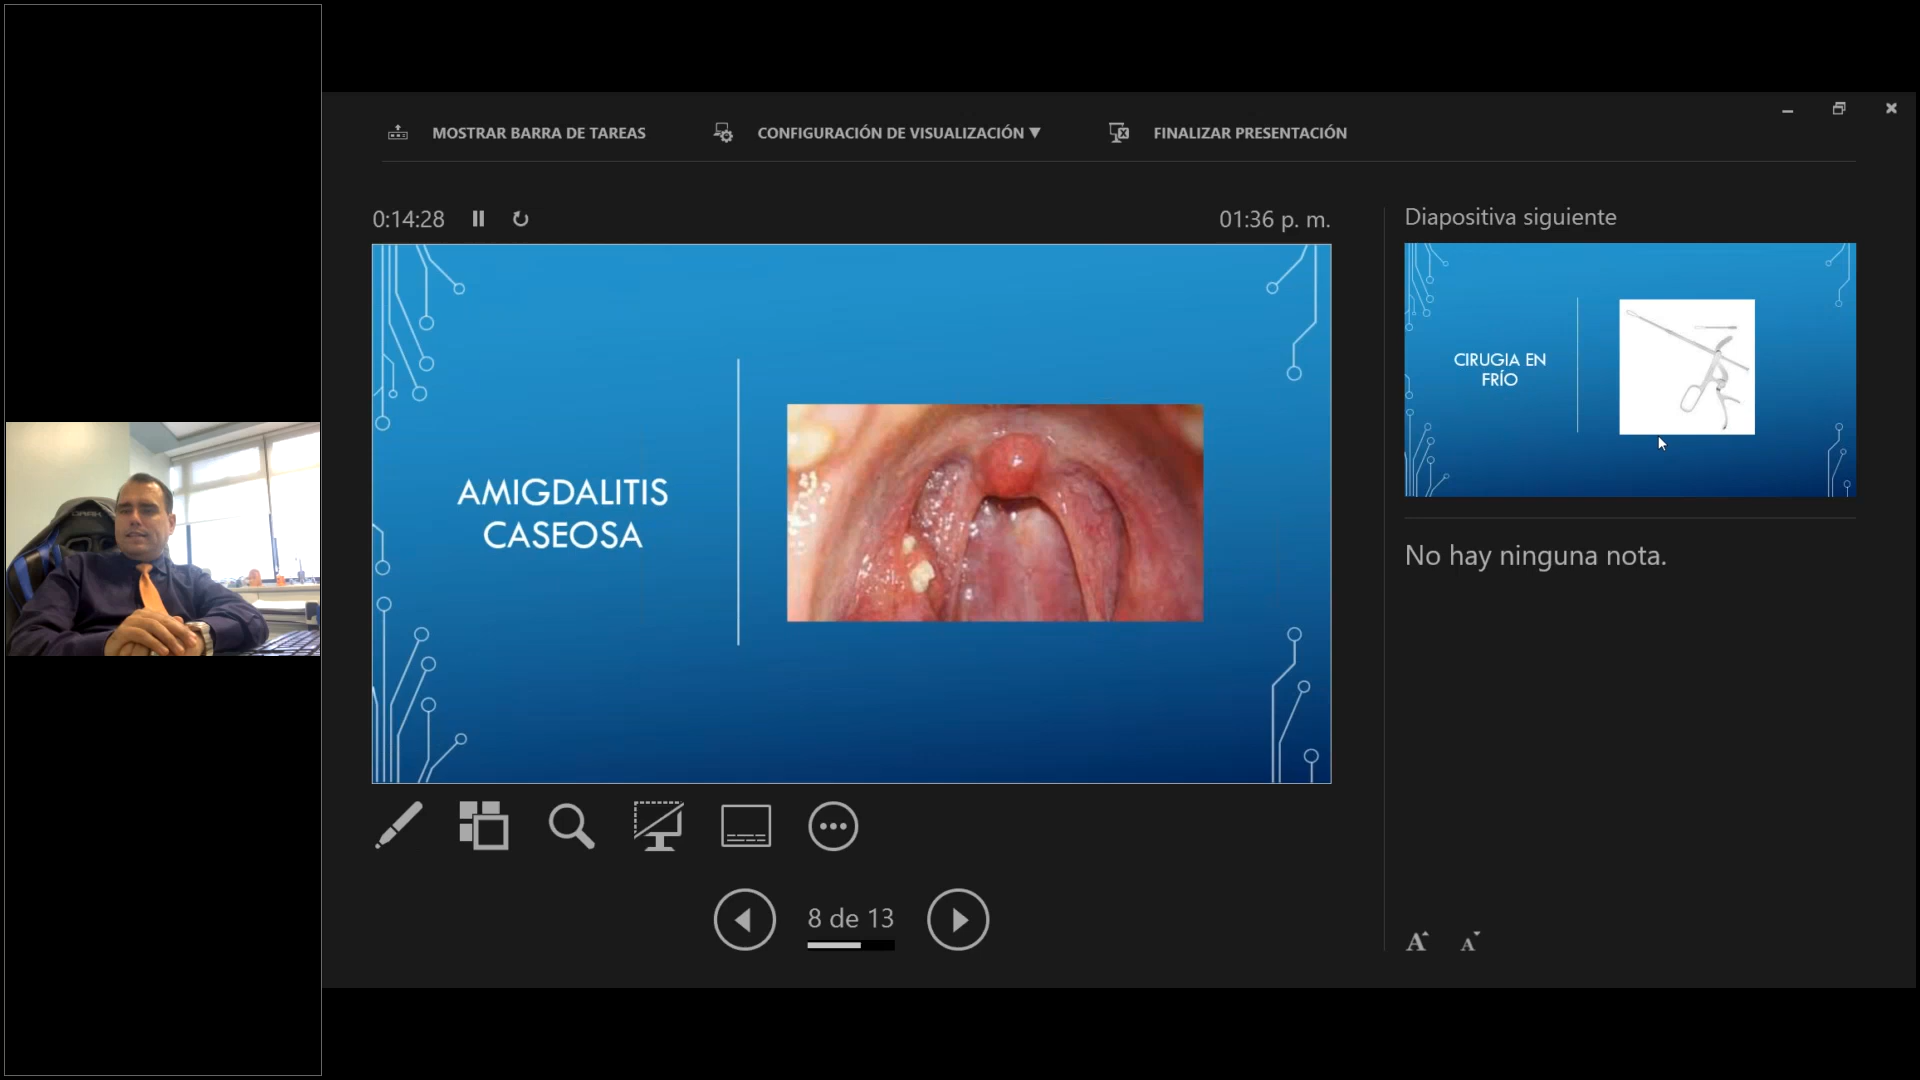 MOSTRAR BARRA DE TAREAS
CONFIGURACIÓN DE VISUALIZACIÓN ▼
FINALIZAR PRESENTACIÓN
0:14:28
01:36 p. m.
AMIGDALITIS
CASEOSA
8 de 13
Diapositiva siguiente
CIRUGIA EN
FRÍO
No hay ninguna nota.